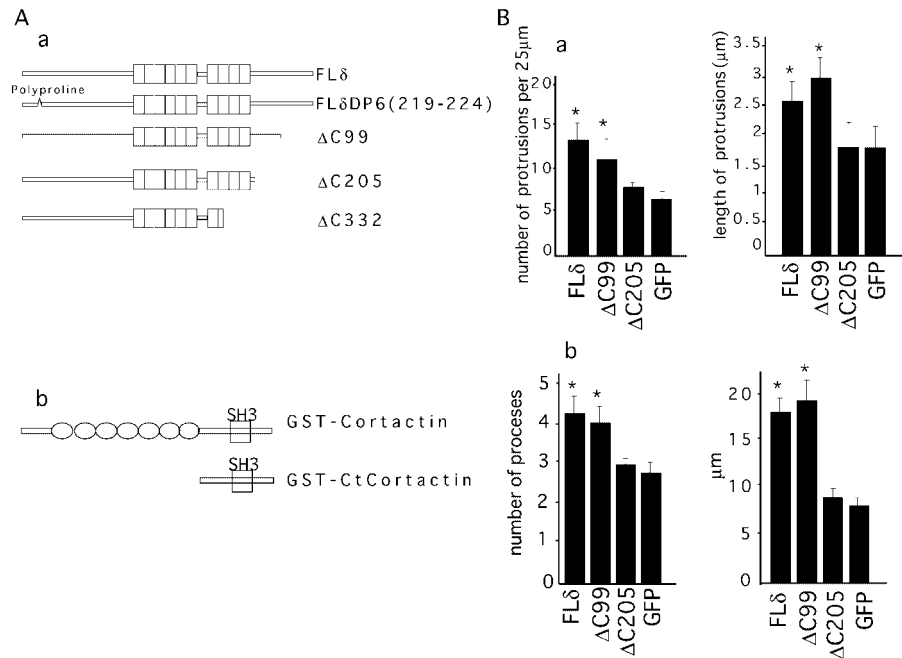 A
a
FLδ
Polyproline
FLδDP6(219-224)
ΔC99
ΔC205
ΔC332
b
SH3
GST-Cortactin
SH3
GST-CtCortactin
B
a
number of protrusions per 25μm
20
15
10
5
0
*
*
FLδ
ΔC99
ΔC205
GFP
length of protrusions (μm)
3.5
3
2.5
2
1.5
1
0.5
0
*
*
FLδ
ΔC99
ΔC205
GFP
b
number of proceses
5
4
3
2
1
0
*
*
FLδ
ΔC99
ΔC205
GFP
μm
20
10
5
0
*
*
FLδ
ΔC99
ΔC205
GFP